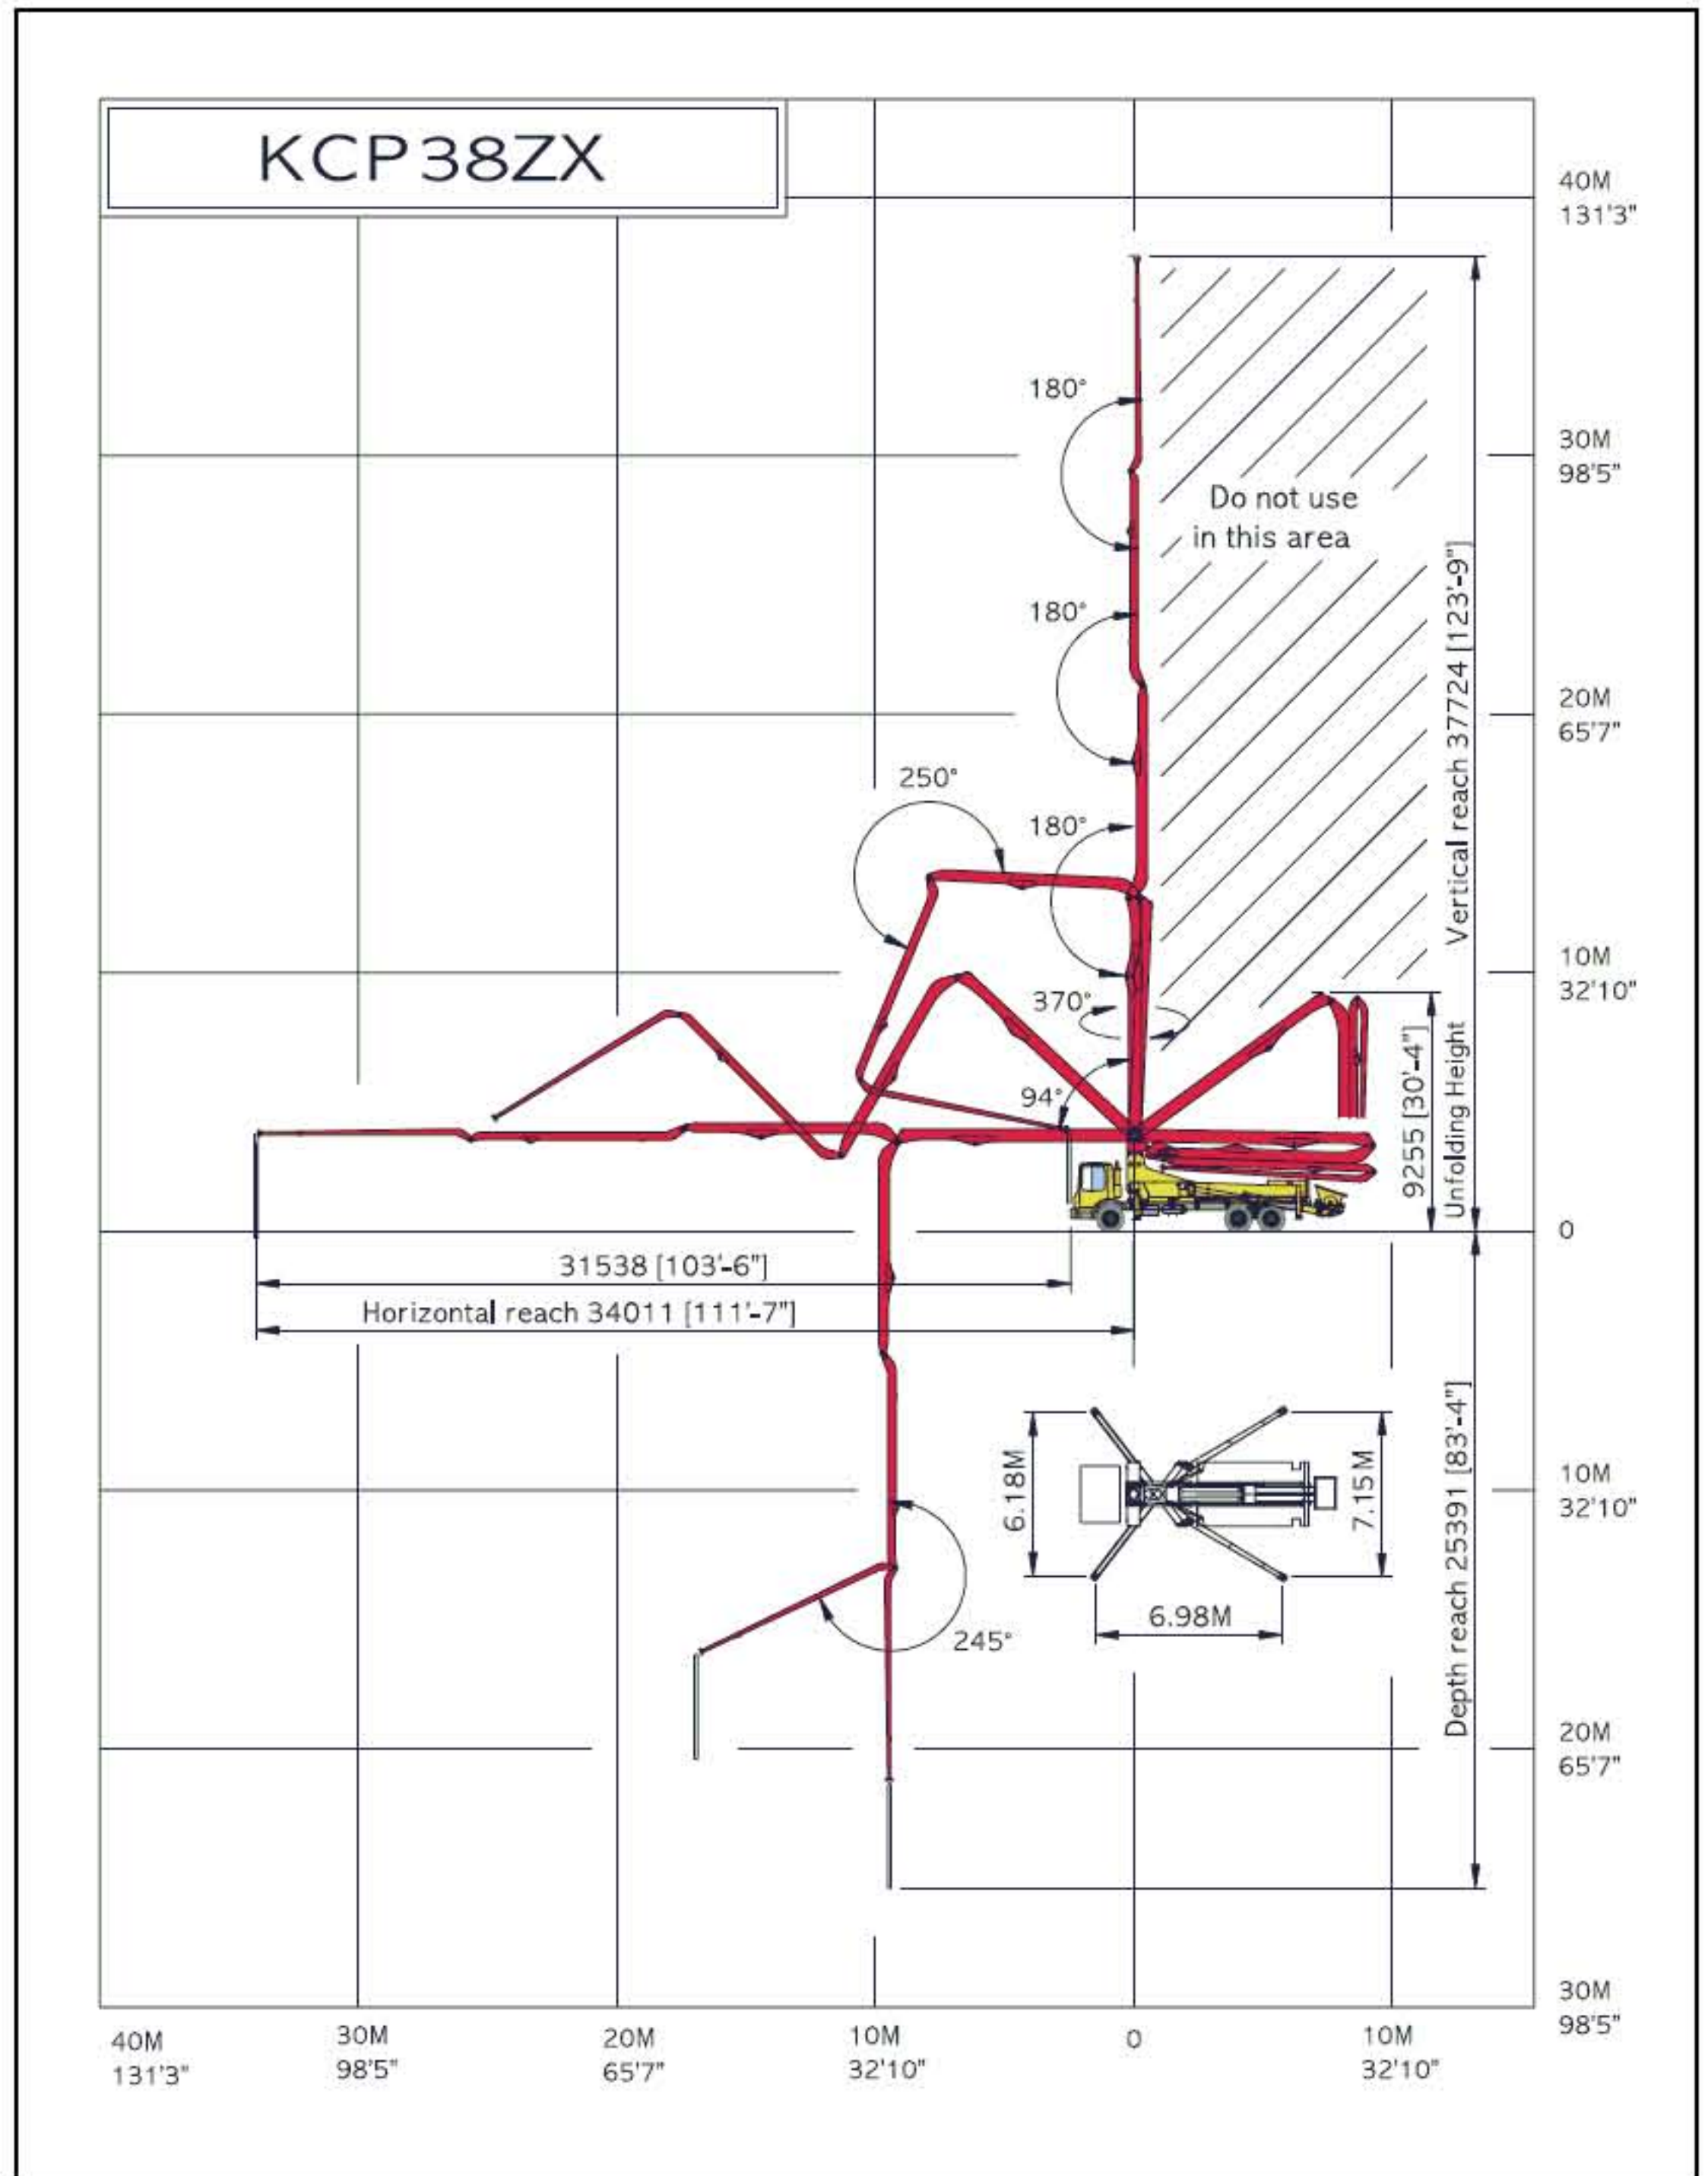 KCP38ZX
40M
131'3"
180°
30M
98'5"
Do not use
in this area
180°
20M
65'7"
Vertical reach 37724 [123'-9"]
250°
180°
10M
32'10"
370°
94°
9255 [30'-4"]
Unfolding Height
0
31538 [103'-6"]
Horizontal reach 34011 [111'-7"]
6.18M
7.15M
6.98M
Depth reach 25391 [83'-4"]
10M
32'10"
245°
20M
65'7"
30M
98'5"
40M
131'3"
30M
98'5"
20M
65'7"
10M
32'10"
0
10M
32'10"